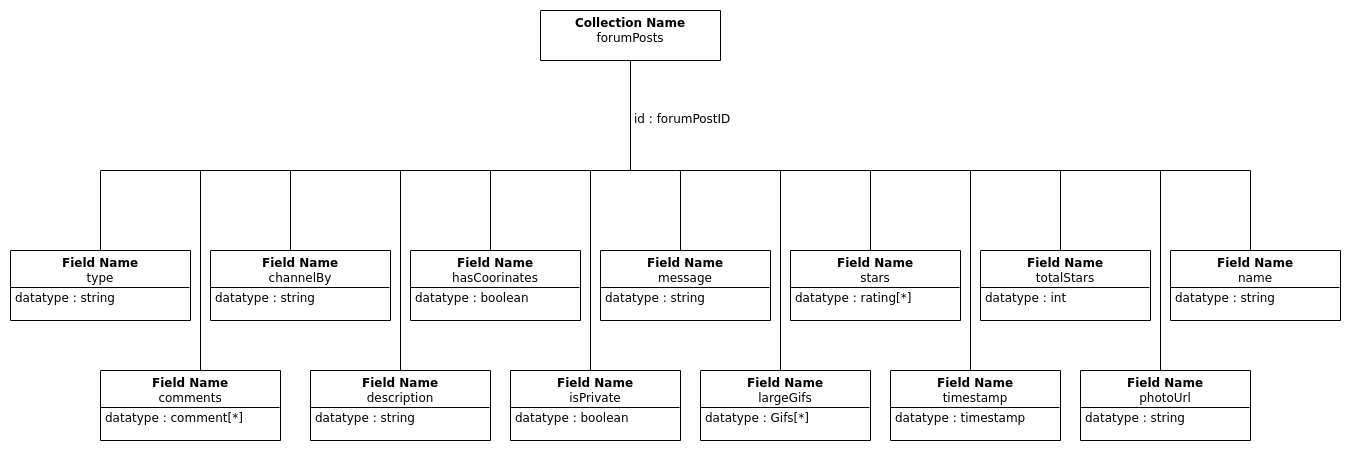 Collection Name
forumPosts
id : forumPostID
Field Name
type
datatype : string
Field Name
channelBy
datatype : string
Field Name
hasCoorinates
datatype : boolean
Field Name
message
datatype : string
Field Name
stars
datatype : rating[*]
Field Name
totalStars
datatype : int
Field Name
name
datatype : string
Field Name
comments
datatype : comment[*]
Field Name
description
datatype : string
Field Name
isPrivate
datatype : boolean
Field Name
largeGifs
datatype : Gifs[*]
Field Name
timestamp
datatype : timestamp
Field Name
photoUrl
datatype : string